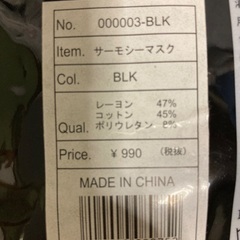 No. 000003-BLK
Item. サーモシーマスク
Col. BLK
レーヨン 47%
コットン 45%
Qual. ポリウレタン 8%
Price. ¥ 990 (税抜)
MADE IN CHINA